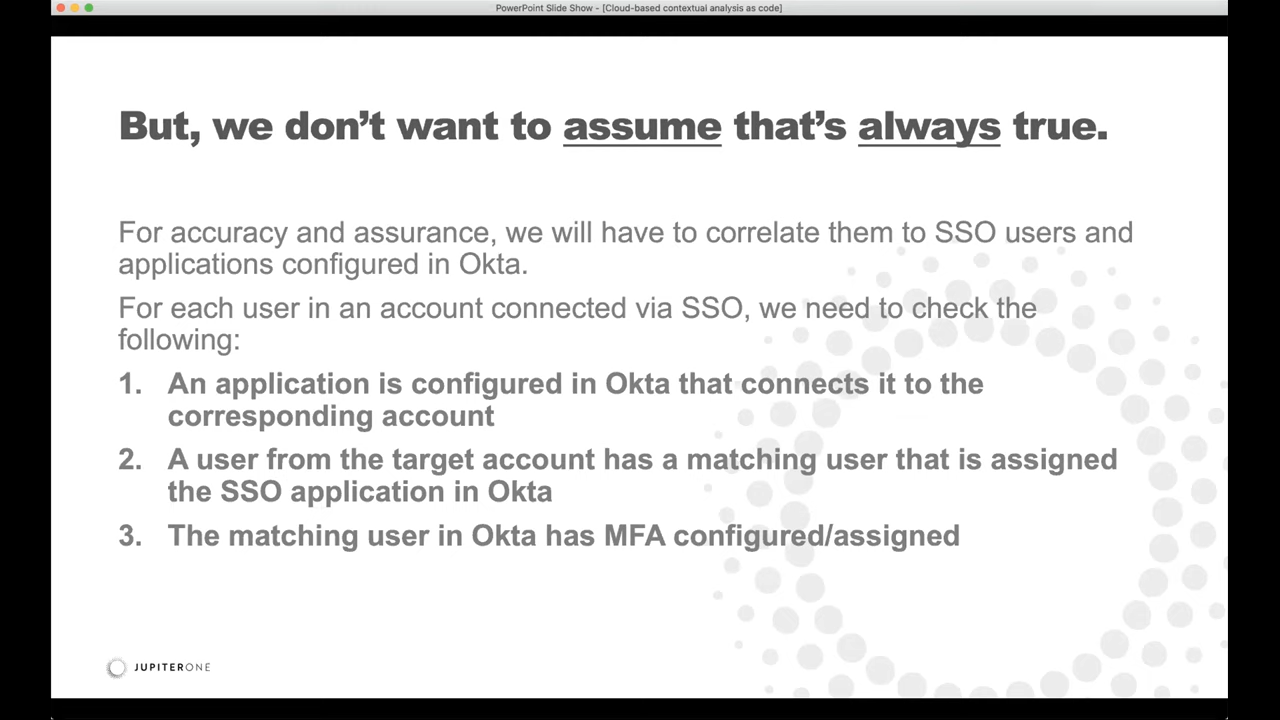 PowerPoint Slide Show - [Cloud-based contextual analysis as code]
But, we don't want to assume that's always true.
For accuracy and assurance, we will have to correlate them to SSO users and
applications configured in Okta.
For each user in an account connected via SSO, we need to check the
following:
1. An application is configured in Okta that connects it to the
corresponding account
2. A user from the target account has a matching user that is assigned
the SSO application in Okta
3. The matching user in Okta has MFA configured/assigned
JUPITERONE